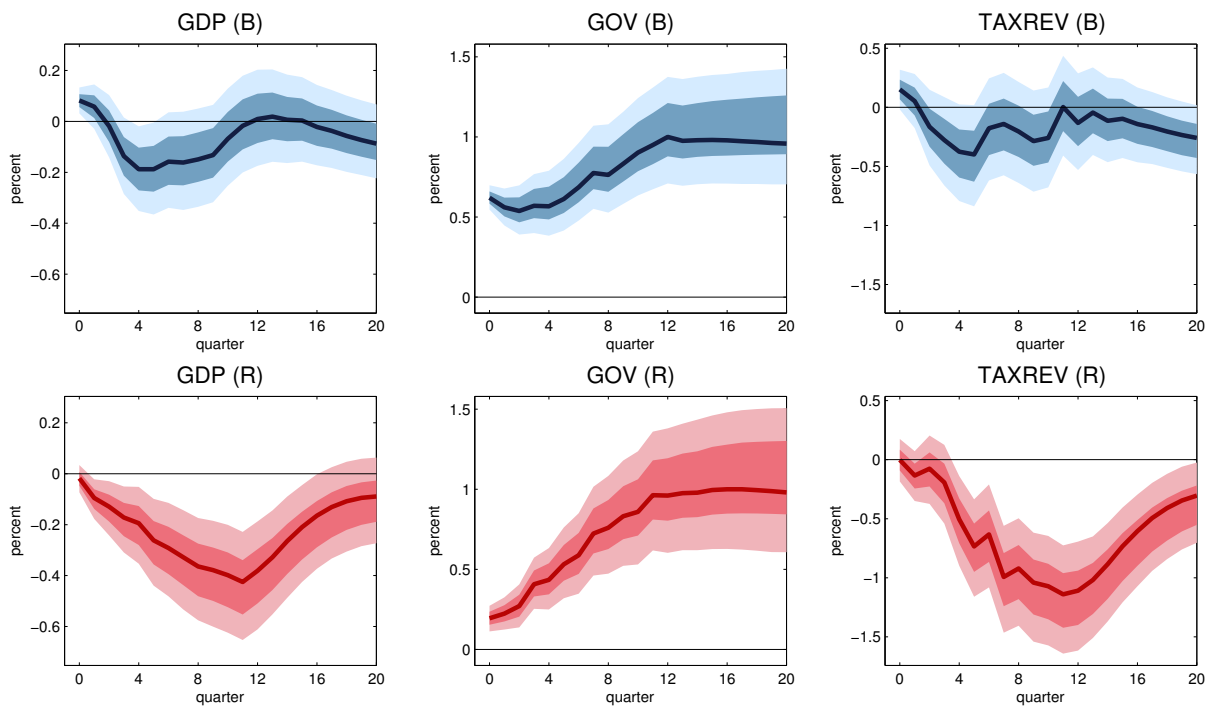 GDP (B)
0.2
0
−0.2
−0.4
−0.6
percent
0 4 8 12 16 20
quarter
GOV (B)
1.5
1
0.5
0
percent
0 4 8 12 16 20
quarter
TAXREV (B)
0.5
0
−0.5
−1
−1.5
percent
0 4 8 12 16 20
quarter
GDP (R)
0.2
0
−0.2
−0.4
−0.6
percent
0 4 8 12 16 20
quarter
GOV (R)
1.5
1
0.5
0
percent
0 4 8 12 16 20
quarter
TAXREV (R)
0.5
0
−0.5
−1
−1.5
percent
0 4 8 12 16 20
quarter